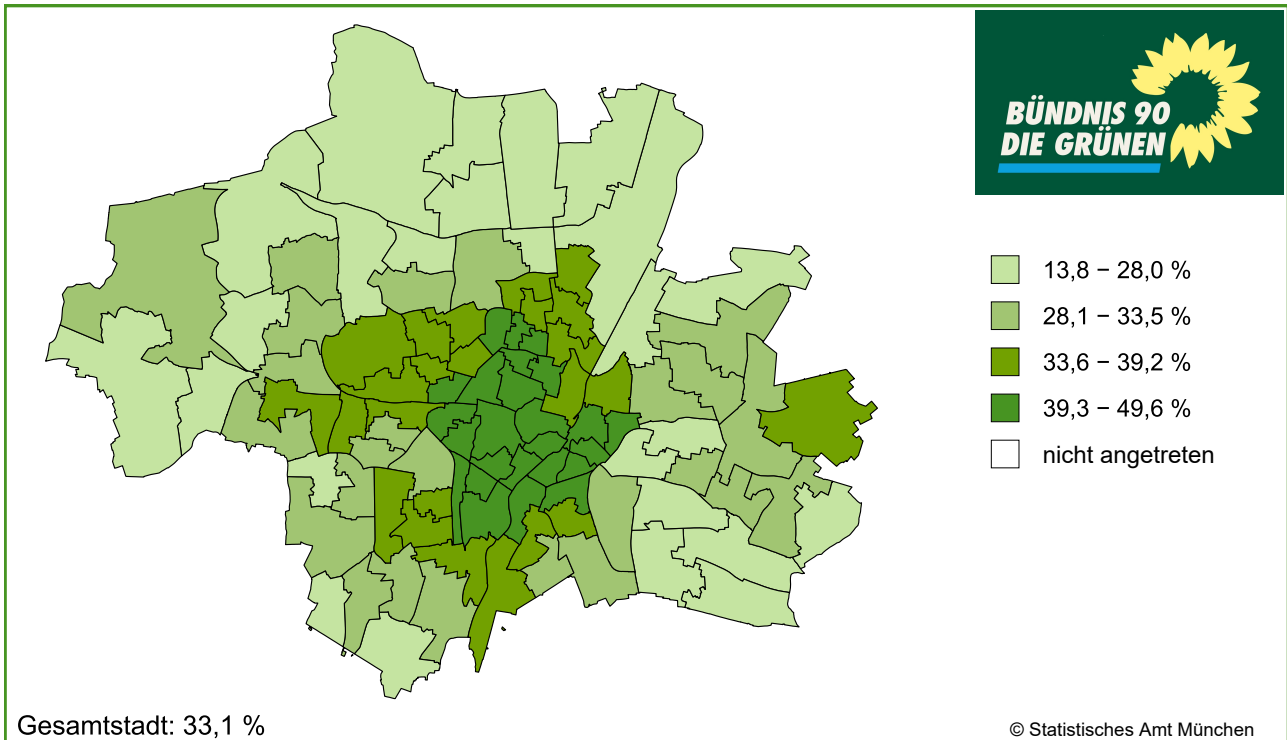 BÜNDNIS 90
DIE GRÜNEN
13,8 – 28,0 %
28,1 – 33,5 %
33,6 – 39,2 %
39,3 – 49,6 %
nicht angetreten
Gesamtstadt: 33,1 %
© Statistisches Amt München